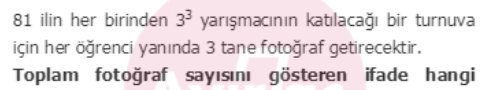 81 ilin her birinden 3³ yarışmacının katılacağı bir turnuva
için her öğrenci yanında 3 tane fotoğraf getirecektir.
Toplam fotoğraf sayısını gösteren ifade hangi